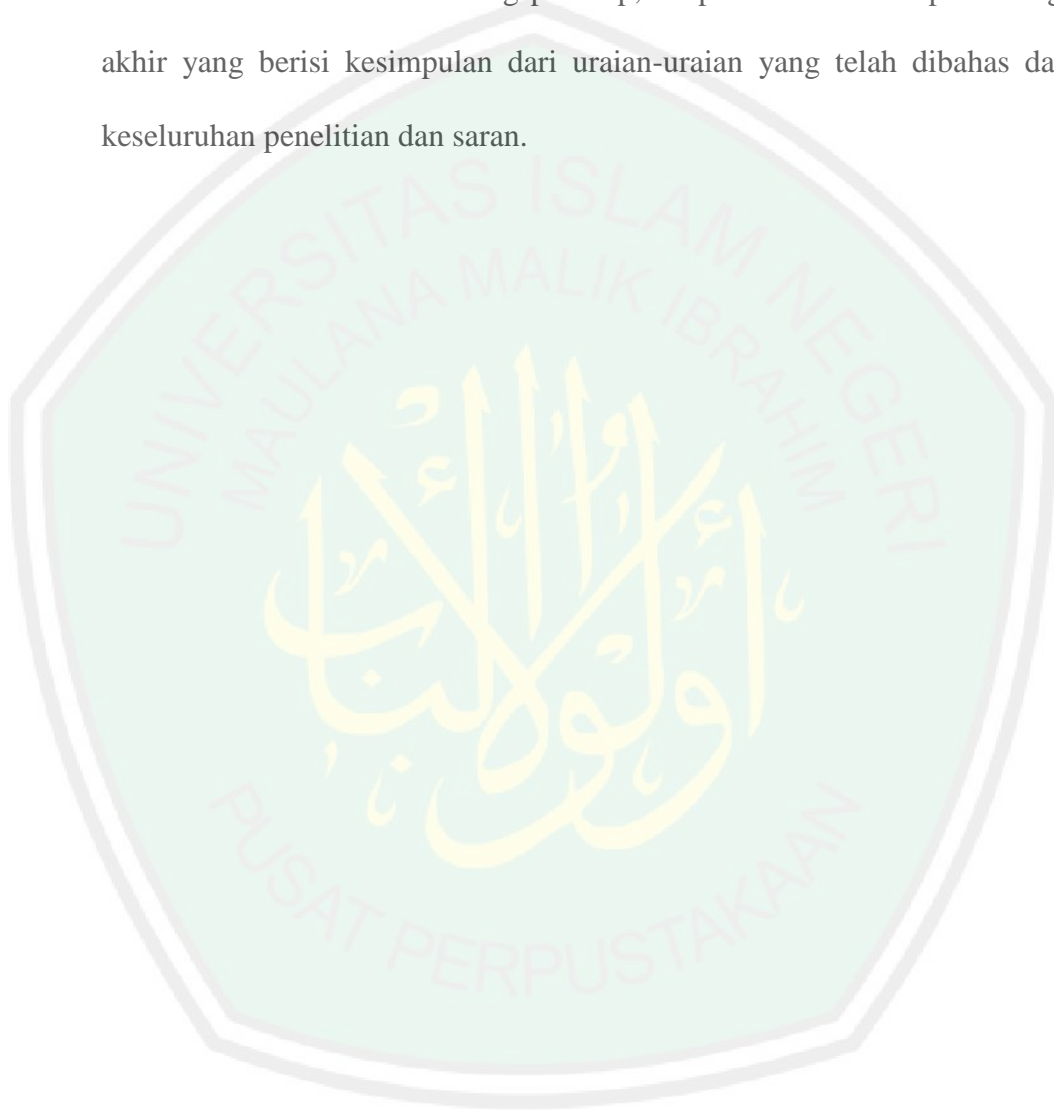 akhir yang berisi kesimpulan dari uraian-uraian yang telah dibahas da
keseluruhan penelitian dan saran.
UNIVERSITAS ISLAM NEGERI
MAULANA MALIK IBRAHIM
أولوا الألباب
PUSAT PERPUSTAKAAN